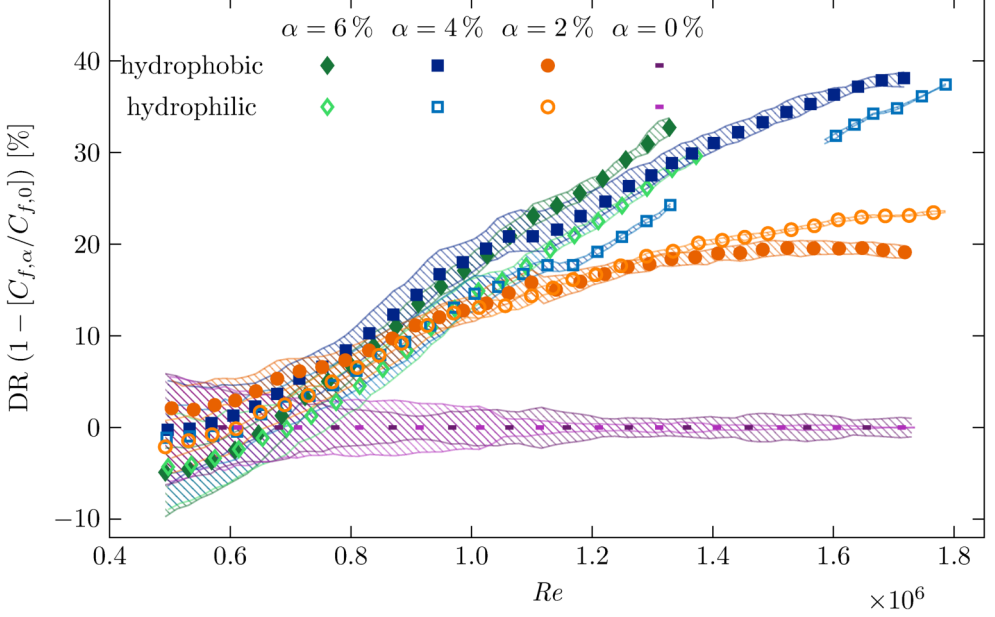 α = 6 % α = 4 % α = 2 % α = 0 %
hydrophobic
hydrophilic
DR (1 − [C_{f,α}/C_{f,0}]) [%]
40
30
20
10
0
−10
0.4 0.6 0.8 1.0 1.2 1.4 1.6 1.8
Re
×10^6